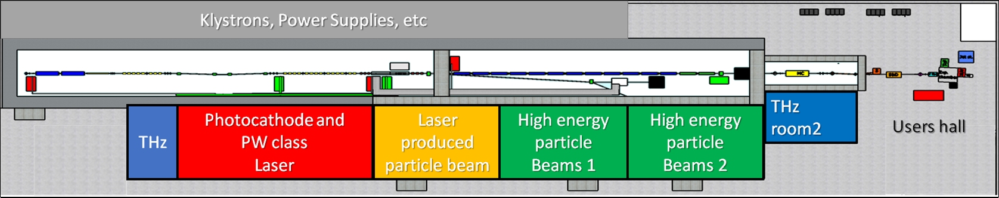 Klystrons, Power Supplies, etc
MC
THz
Photocathode and
PW class
Laser
Laser
produced
particle beam
High energy
particle
Beams 1
High energy
particle
Beams 2
THz
room2
Users hall